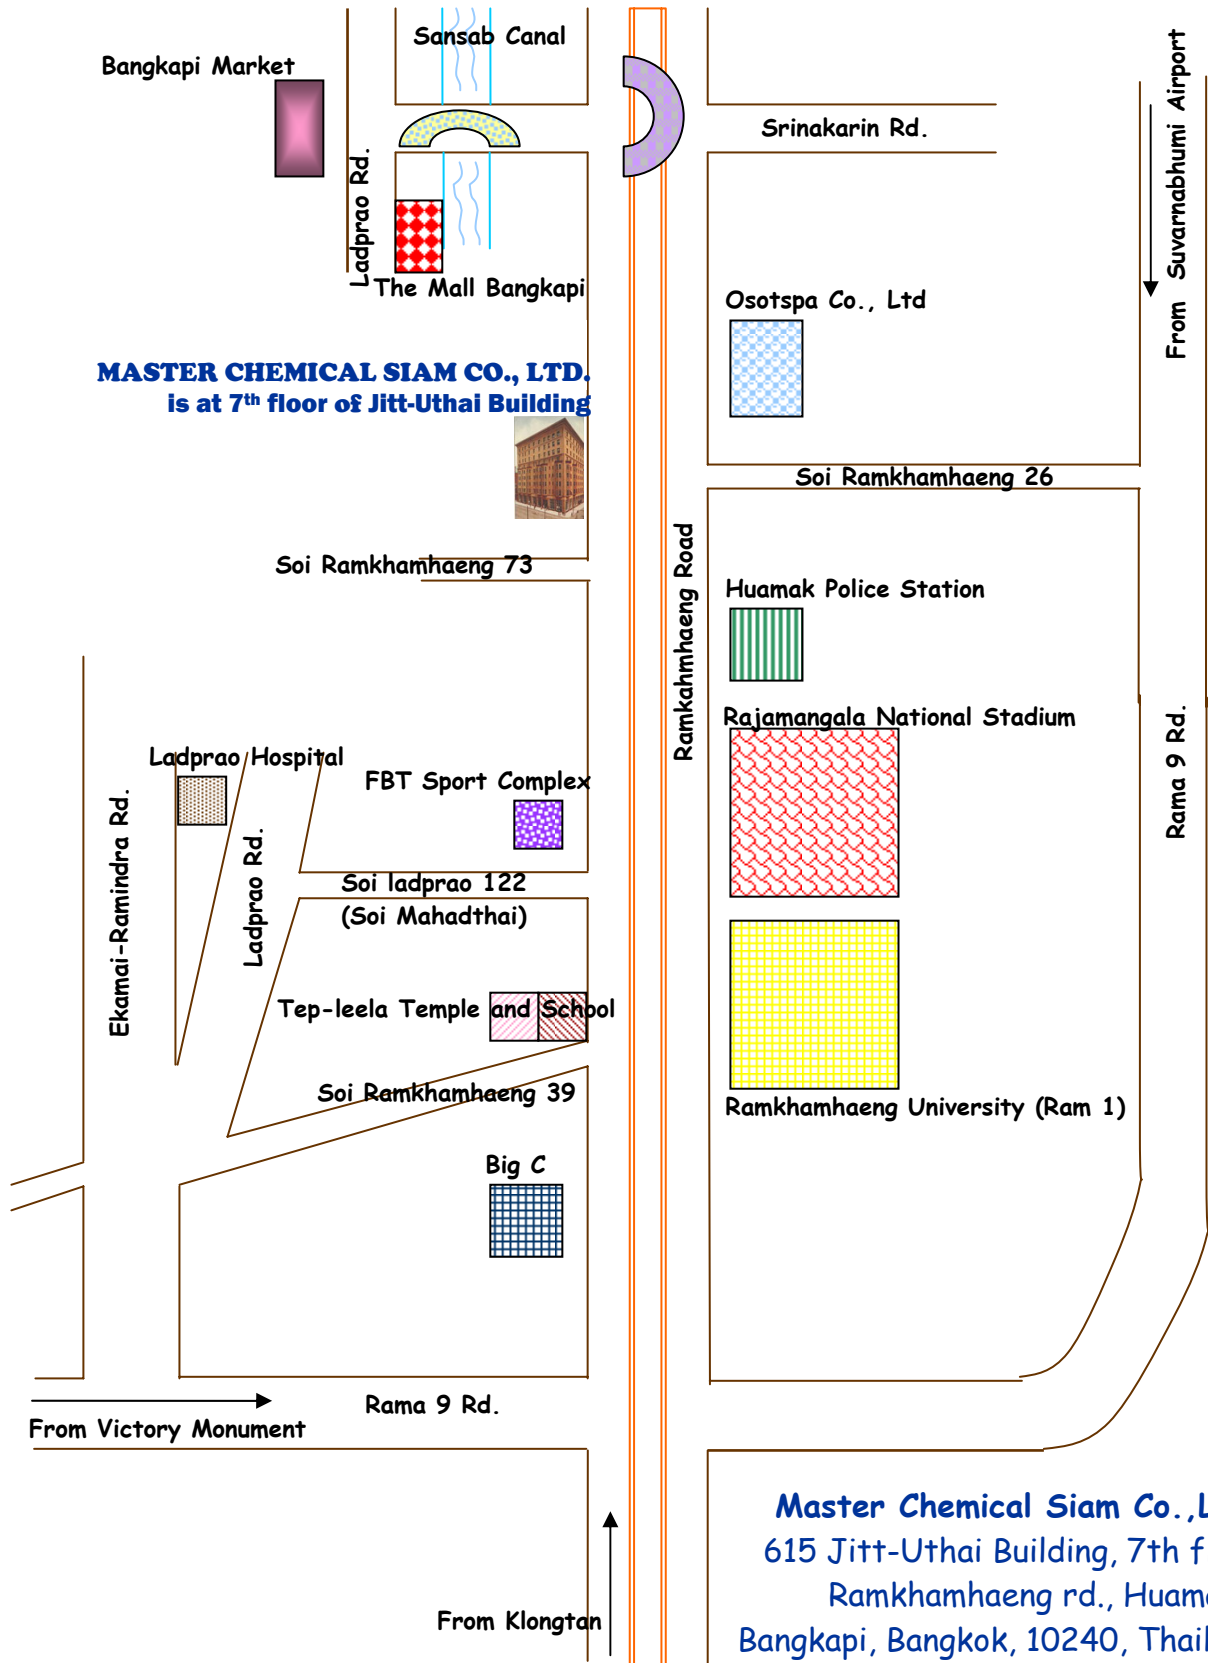 Sansab Canal
Bangkapi Market
Srinakarin Rd.
From Suvarnabhumi Airport
Ladprao Rd.
The Mall Bangkapi
Osotspa Co., Ltd
MASTER CHEMICAL SIAM CO., LTD.
is at 7th floor of Jitt-Uthai Building
Soi Ramkhamhaeng 26
Soi Ramkhamhaeng 73
Ramkahmhaeng Road
Huamak Police Station
Rajamangala National Stadium
Rama 9 Rd.
Ladprao Hospital
FBT Sport Complex
Ekamai-Ramindra Rd.
Ladprao Rd.
Soi ladprao 122
(Soi Mahadthai)
Tep-leela Temple and School
Soi Ramkhamhaeng 39
Ramkhamhaeng University (Ram 1)
Big C
Rama 9 Rd.
From Victory Monument
From Klongtan
Master Chemical Siam Co.,L
615 Jitt-Uthai Building, 7th f
Ramkhamhaeng rd., Huam
Bangkapi, Bangkok, 10240, Thail